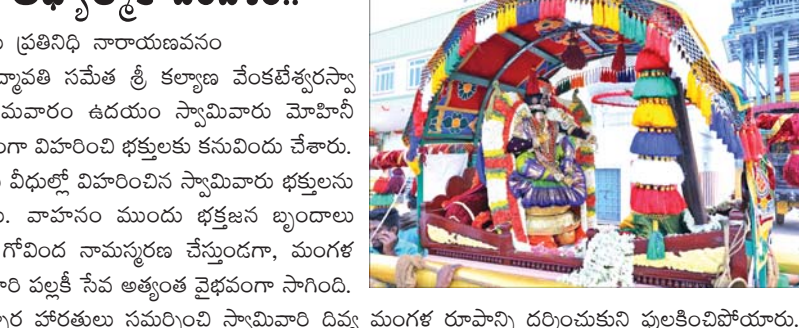 ప్రతినిధి నారాయణవనం
ద్మావతి సమేత శ్రీ కల్యాణ వేంకటేశ్వరస్వా
మవారం ఉదయం స్వామివారు మోహినీ
ంగా విహరించి భక్తులకు కనువిందు చేశారు.
వీధుల్లో విహరించిన స్వామివారు భక్తులను
వాహనం ముందు భక్తజన బృందాలు
గోవింద నామస్మరణ చేస్తుండగా, మంగళ
ారి పల్లకీ సేవ అత్యంత వైభవంగా సాగింది.
హారతులు సమర్పించి స్వామివారి దివ్య మంగళ రూపాన్ని దర్శించుకుని పులకించిపోయారు.